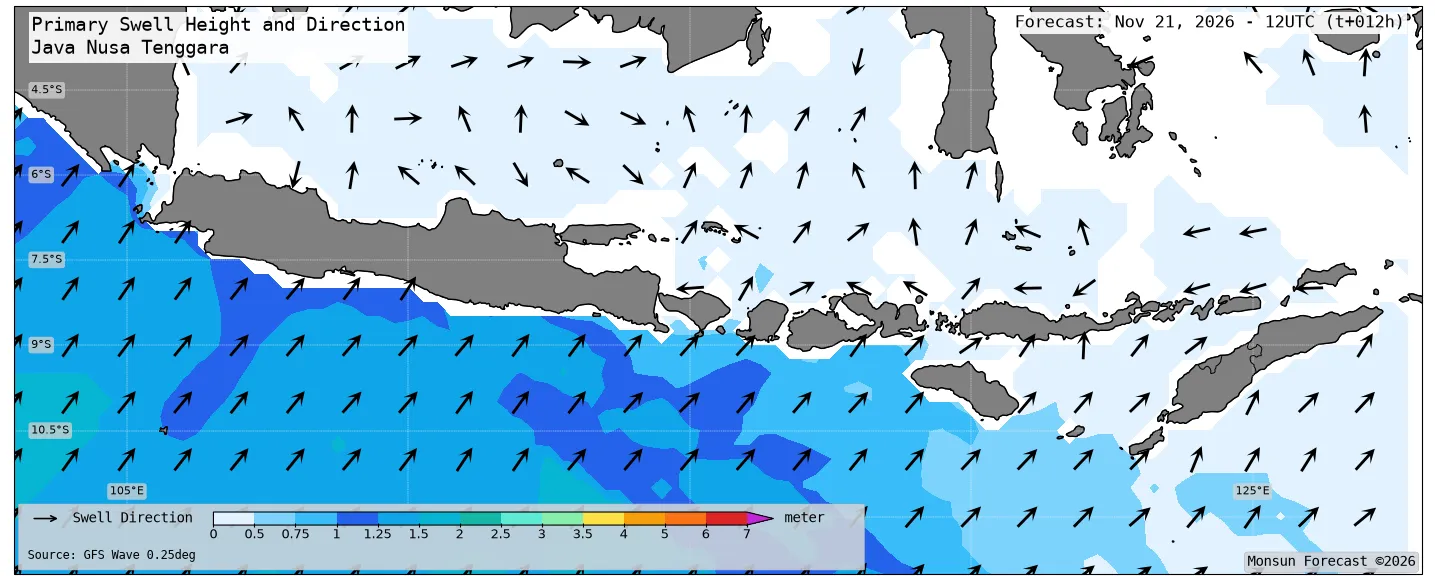 Primary Swell Height and Direction
Java Nusa Tenggara
Forecast: Nov 21, 2026 - 12UTC (t+012h)
4.5°S
6°S
7.5°S
9°S
10.5°S
105°E
125°E
Swell Direction
0 0.5 0.75 1 1.25 1.5 2 2.5 3 3.5 4 5 6 7
meter
Source: GFS Wave 0.25deg
Monsun Forecast ©2026